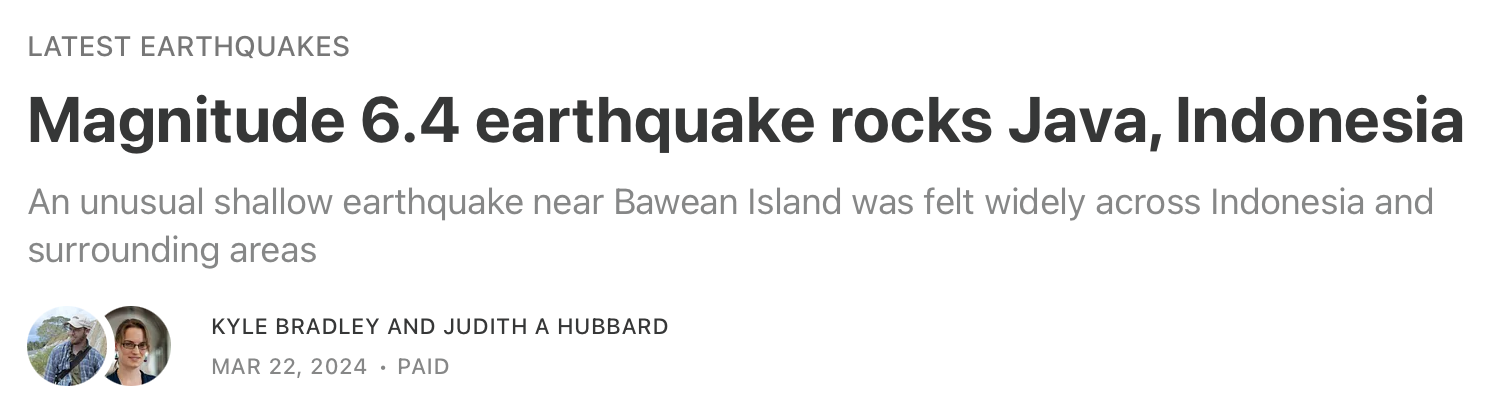 LATEST EARTHQUAKES
Magnitude 6.4 earthquake rocks Java, Indonesia
An unusual shallow earthquake near Bawean Island was felt widely across Indonesia and
surrounding areas
KYLE BRADLEY AND JUDITH A HUBBARD
MAR 22, 2024 • PAID